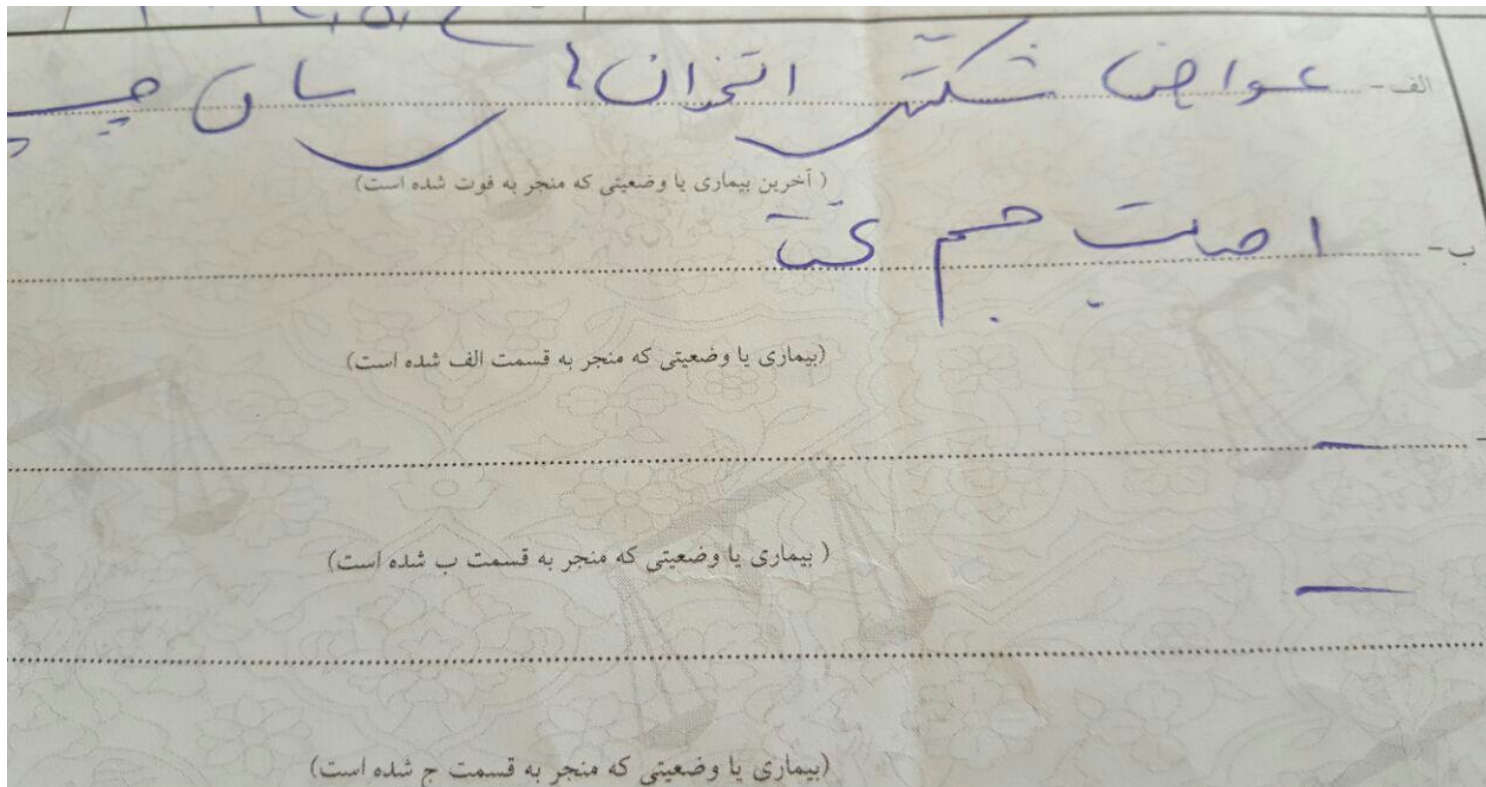 الف - عوارض شکستگی استخوان های ساق چپ
( آخرین بیماری یا وضعیتی که منجر به فوت شده است)
ب - اصابت جسم سخت
(بیماری یا وضعیتی که منجر به قسمت الف شده است)
-
( بیماری یا وضعیتی که منجر به قسمت ب شده است)
-
(بیماری یا وضعیتی که منجر به قسمت ج شده است)